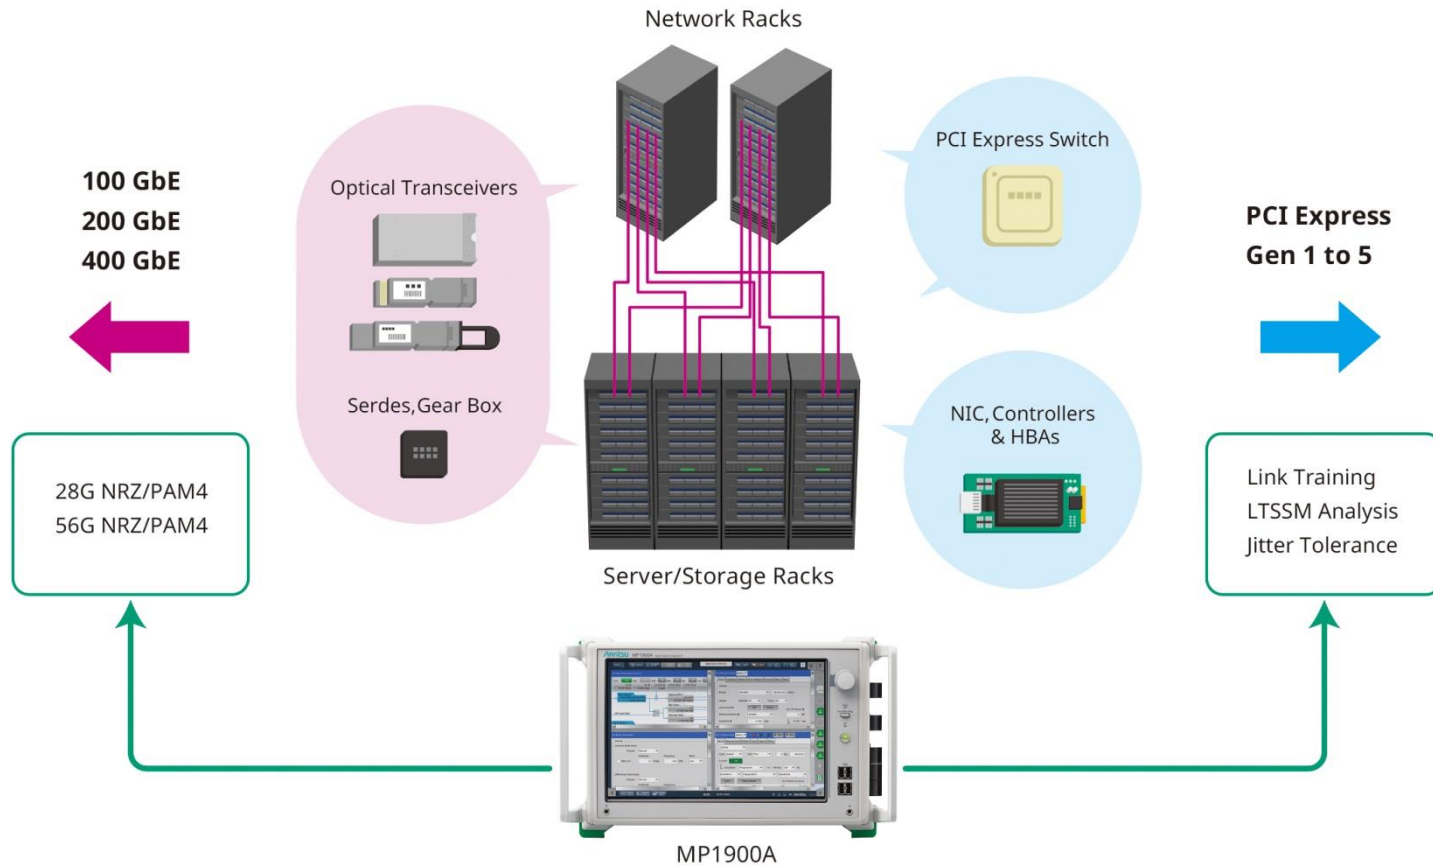 Network Racks
100 GbE
200 GbE
400 GbE
Optical Transceivers
Serdes,Gear Box
PCI Express Switch
NIC,Controllers
& HBAs
PCI Express
Gen 1 to 5
28G NRZ/PAM4
56G NRZ/PAM4
Server/Storage Racks
Link Training
LTSSM Analysis
Jitter Tolerance
Anritsu MP1900A
MP1900A